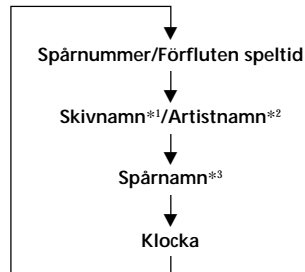 Spårnummer/Förfluten speltid
Skivnamn*1/Artistnamn*2
Spårnamn*3
Klocka